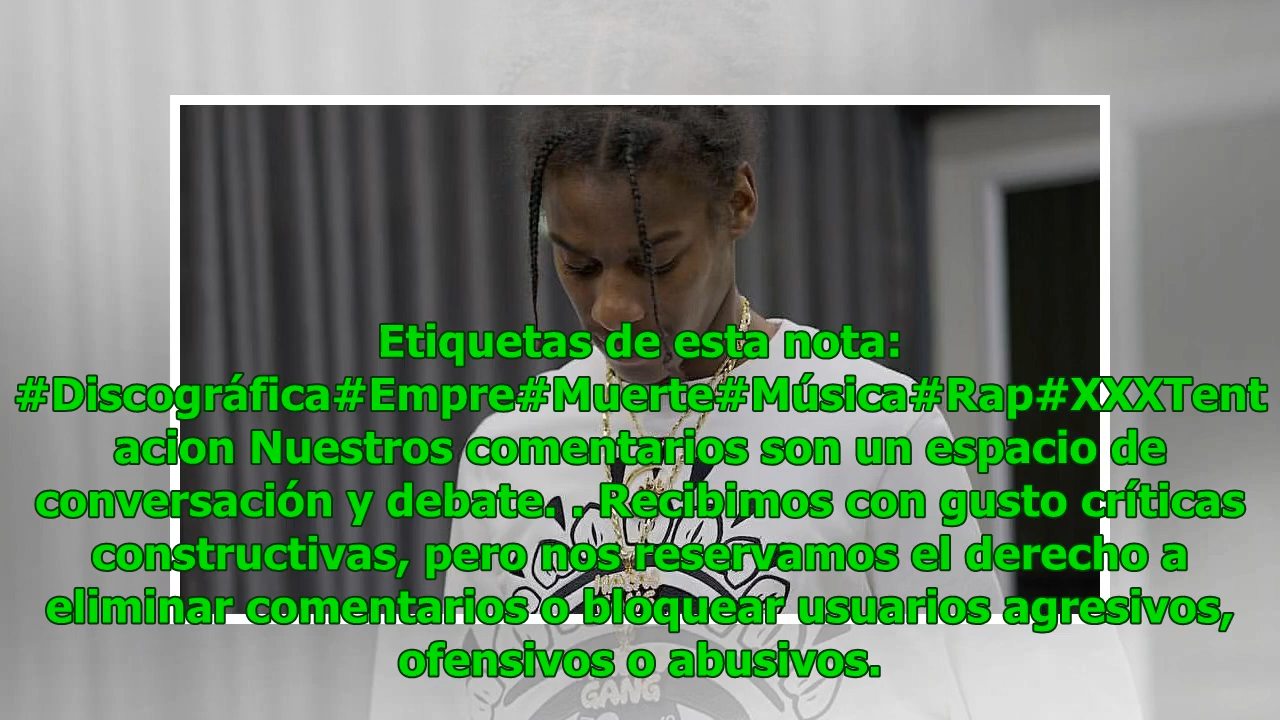 Etiquetas de esta nota:
#Discográfica#Empre#Muerte#Música#Rap#XXXTent
acion Nuestros comentarios son un espacio de
conversación y debate. . Recibimos con gusto críticas
constructivas, pero nos reservamos el derecho a
eliminar comentarios o bloquear usuarios agresivos,
ofensivos o abusivos.
GANG